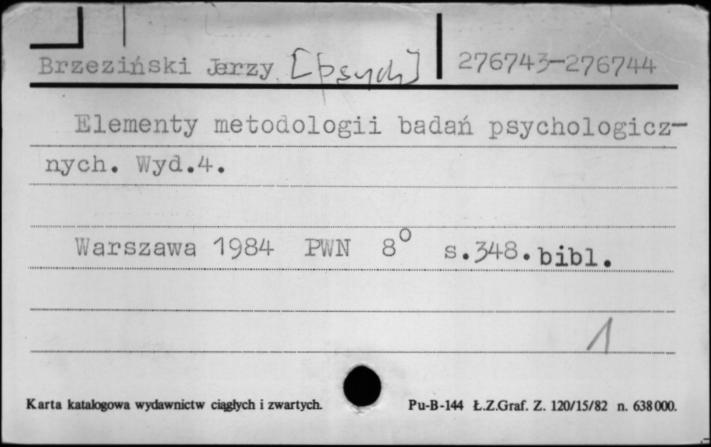 Brzeziński Jerzy [psych] 276743-276744
Elementy metodologii badań psychologicz-
nych. Wyd.4.
Warszawa 1984 PWN 8° s.348.bibl.
1
Karta katalogowa wydawnictw ciągłych i zwartych. Pu-B-144 Ł.Z.Graf. Z. 120/15/82 n. 638000.